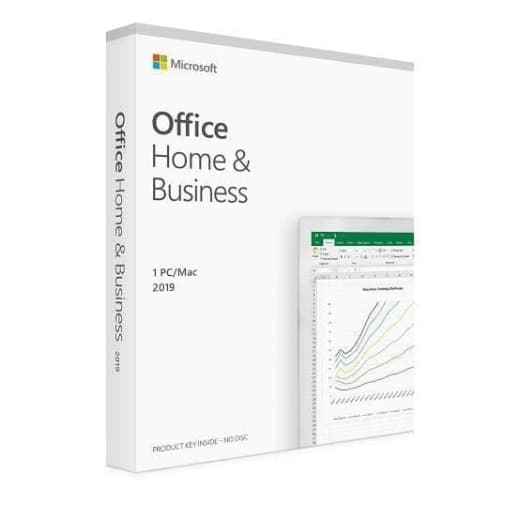 Microsoft
Office
Home &
Business
1 PC/Mac
2019
PRODUCT KEY INSIDE – NO DISC
Office Home & Business 2019